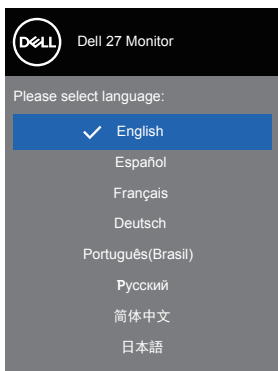 DELL
Dell 27 Monitor
Please select language:
English
Español
Français
Deutsch
Português(Brasil)
Русский
简体中文
日本語